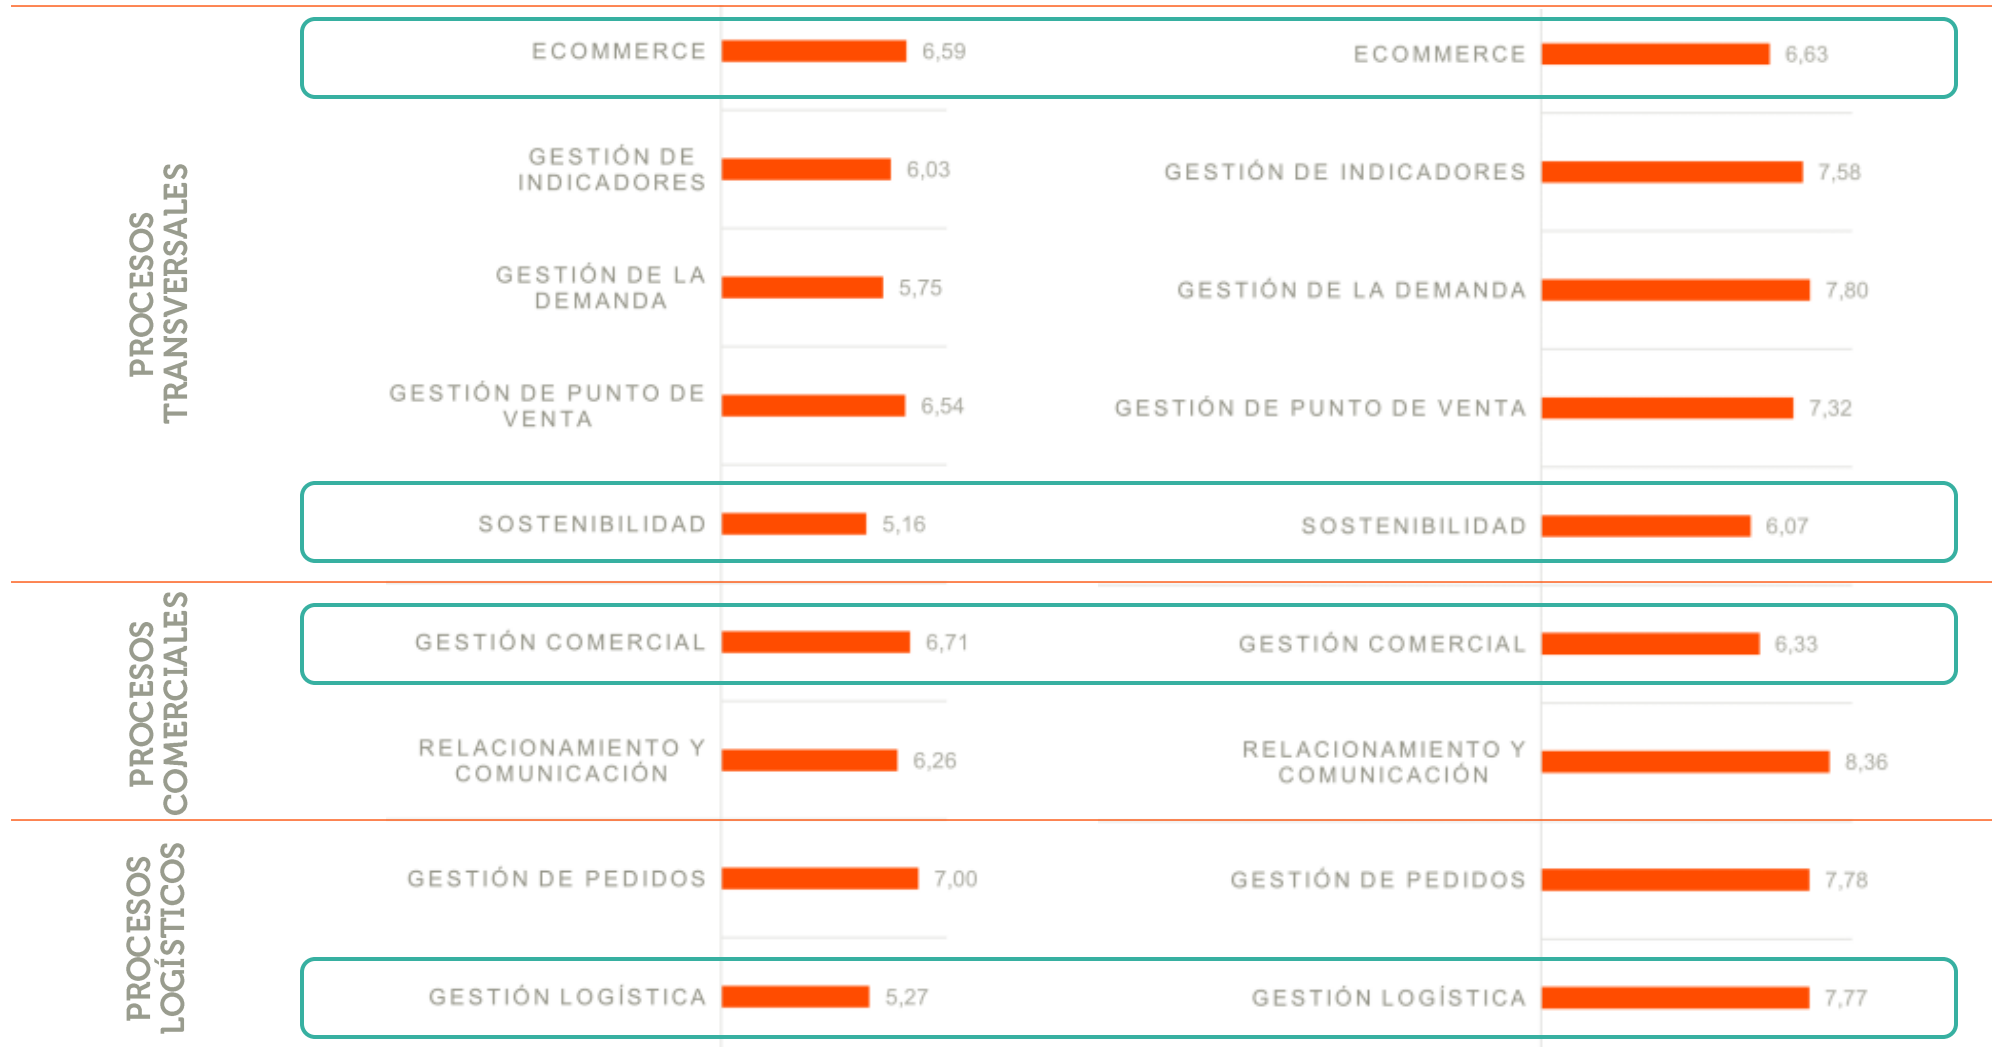 PROCESOS
TRANSVERSALES
ECOMMERCE 6,59
ECOMMERCE 6,63
GESTIÓN DE
INDICADORES 6,03
GESTIÓN DE INDICADORES 7,58
GESTIÓN DE LA
DEMANDA 5,75
GESTIÓN DE LA DEMANDA 7,80
GESTIÓN DE PUNTO DE
VENTA 6,54
GESTIÓN DE PUNTO DE VENTA 7,32
SOSTENIBILIDAD 5,16
SOSTENIBILIDAD 6,07
PROCESOS
COMERCIALES
GESTIÓN COMERCIAL 6,71
GESTIÓN COMERCIAL 6,33
RELACIONAMIENTO Y
COMUNICACIÓN 6,26
RELACIONAMIENTO Y
COMUNICACIÓN 8,36
PROCESOS
LOGÍSTICOS
GESTIÓN DE PEDIDOS 7,00
GESTIÓN DE PEDIDOS 7,78
GESTIÓN LOGÍSTICA 5,27
GESTIÓN LOGÍSTICA 7,77